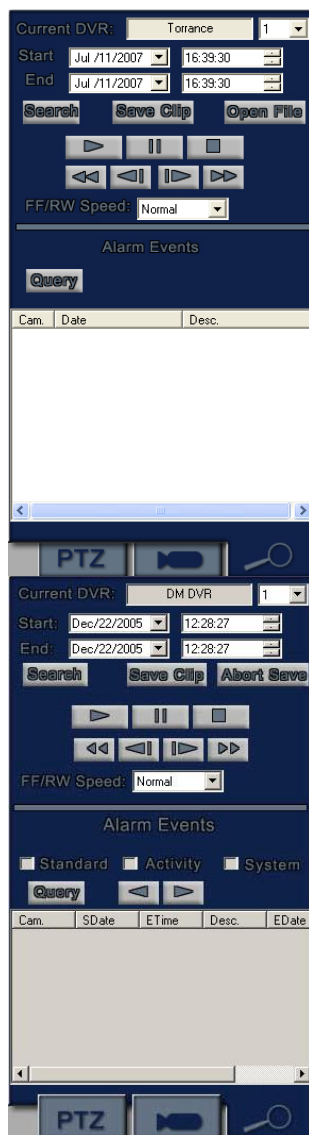 Current DVR: Torrance 1
Start Jul /11/2007 16:39:30
End Jul /11/2007 16:39:30
Search Save Clip Open File
FF/RW Speed: Normal
Alarm Events
Query
Cam. Date Desc.
PTZ
Current DVR: DM DVR 1
Start: Dec/22/2005 12:28:27
End: Dec/22/2005 12:28:27
Search Save Clip Abort Save
FF/RW Speed: Normal
Alarm Events
Standard Activity System
Query
Cam. SDate ETime Desc. EDate
PTZ